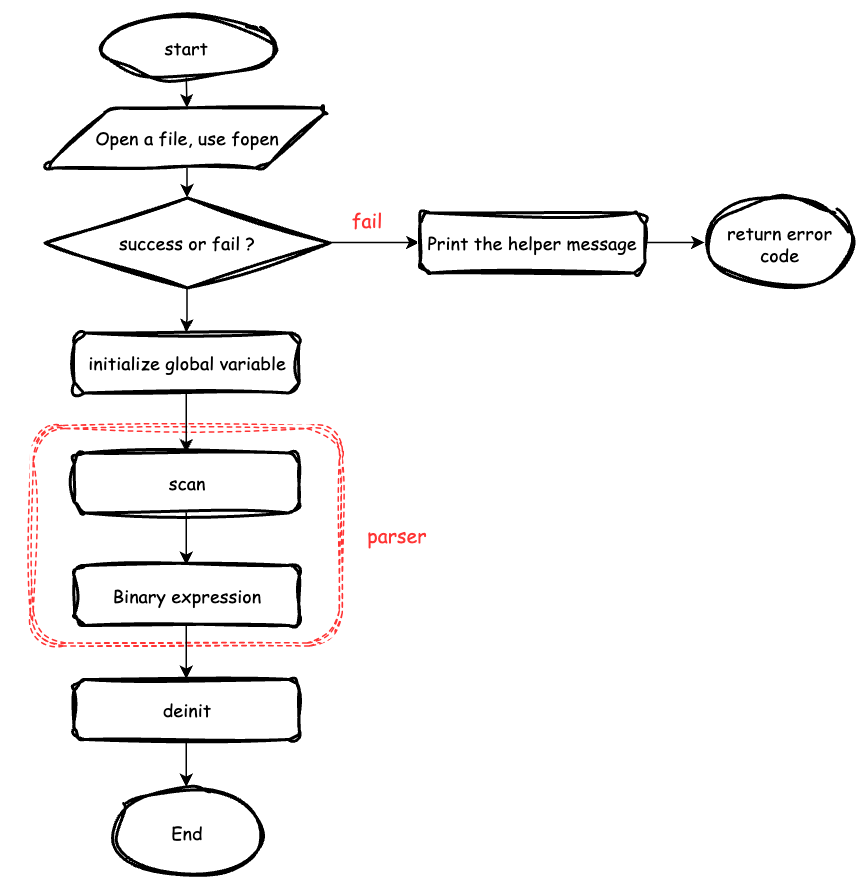 start
Open a file, use fopen
success or fail ?
fail
Print the helper message
return error
code
initialize global variable
scan
parser
Binary expression
deinit
End